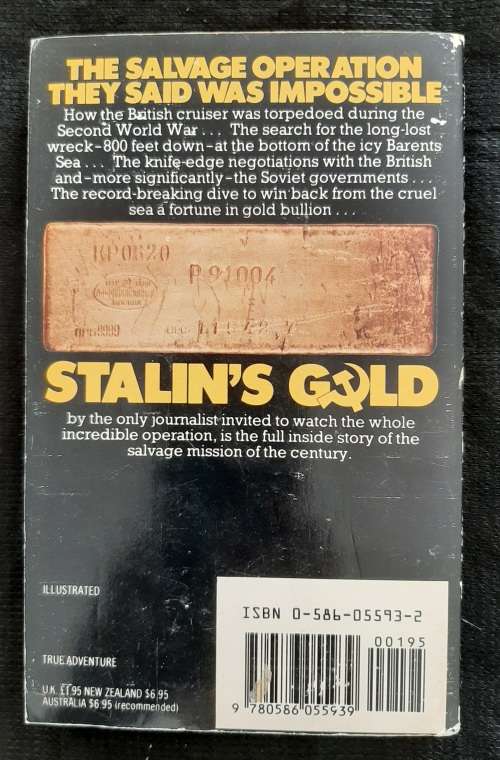 THE SALVAGE OPERATION
THEY SAID WAS IMPOSSIBLE
How the British cruiser was torpedoed during the
Second World War... The search for the long-lost
wreck-800 feet down-at the bottom of the icy Barents
Sea... The knife-edge negotiations with the British
and-more significantly-the Soviet governments...
The record-breaking dive to win back from the cruel
sea a fortune in gold bullion...
KP0620
P 91004
STALIN'S GOLD
by the only journalist invited to watch the whole
incredible operation, is the full inside story of the
salvage mission of the century.
ILLUSTRATED
ISBN 0-586-05593-2
00195
TRUE ADVENTURE
U.K. £1.95 NEW ZEALAND $6.95
AUSTRALIA $6.95 (recommended)
9 780586 055939